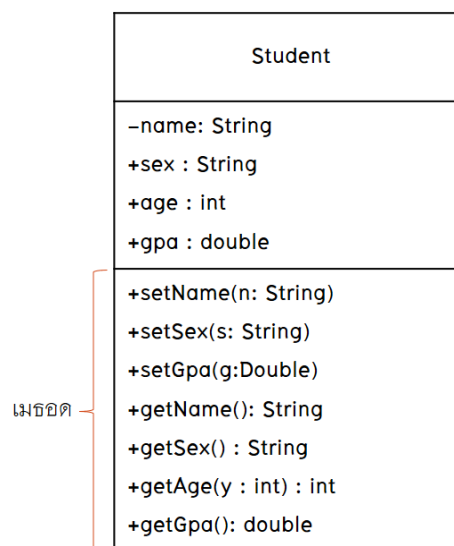 Student
-name: String
+sex : String
+age : int
+gpa : double
+setName(n: String)
+setSex(s: String)
+setGpa(g:Double)
เมธอด
+getName(): String
+getSex() : String
+getAge(y : int) : int
+getGpa(): double